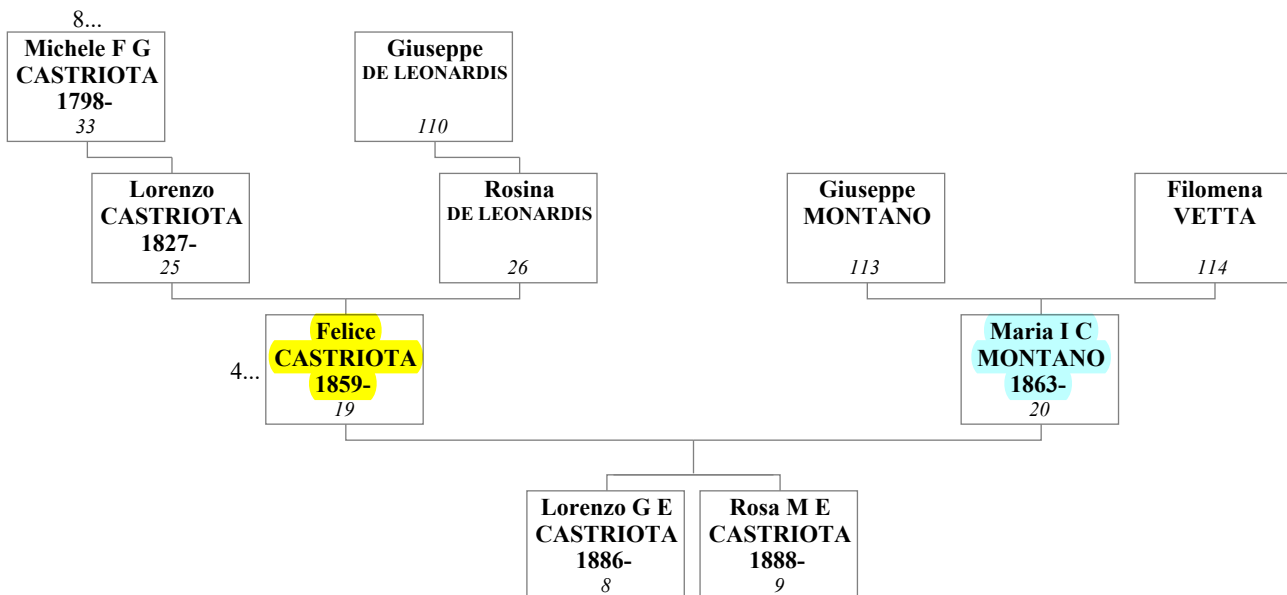 8...
Michele F G
CASTRIOTA
1798-
33
Giuseppe
DE LEONARDIS
110
Lorenzo
CASTRIOTA
1827-
25
Rosina
DE LEONARDIS
26
Giuseppe
MONTANO
113
Filomena
VETTA
114
4...
Felice
CASTRIOTA
1859-
19
Maria I C
MONTANO
1863-
20
Lorenzo G E
CASTRIOTA
1886-
8
Rosa M E
CASTRIOTA
1888-
9